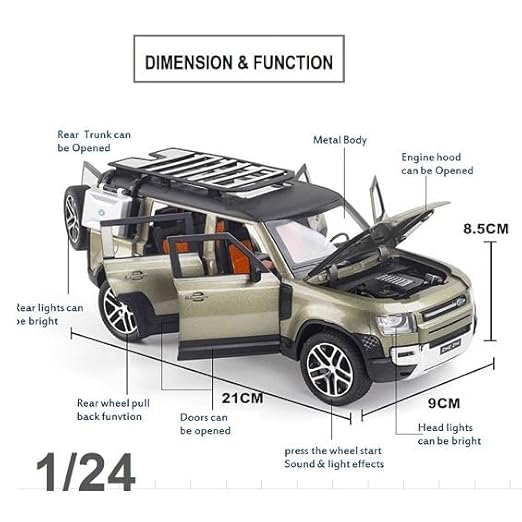 DIMENSION & FUNCTION
Rear Trunk can
be Opened
Metal Body
Engine hood
can be Opened
8.5CM
Rear lights can
be bright
21CM
9CM
Rear wheel pull
back funvtion
Doors can
be opened
press the wheel start
Sound & light effects
Head lights
can be bright
1/24